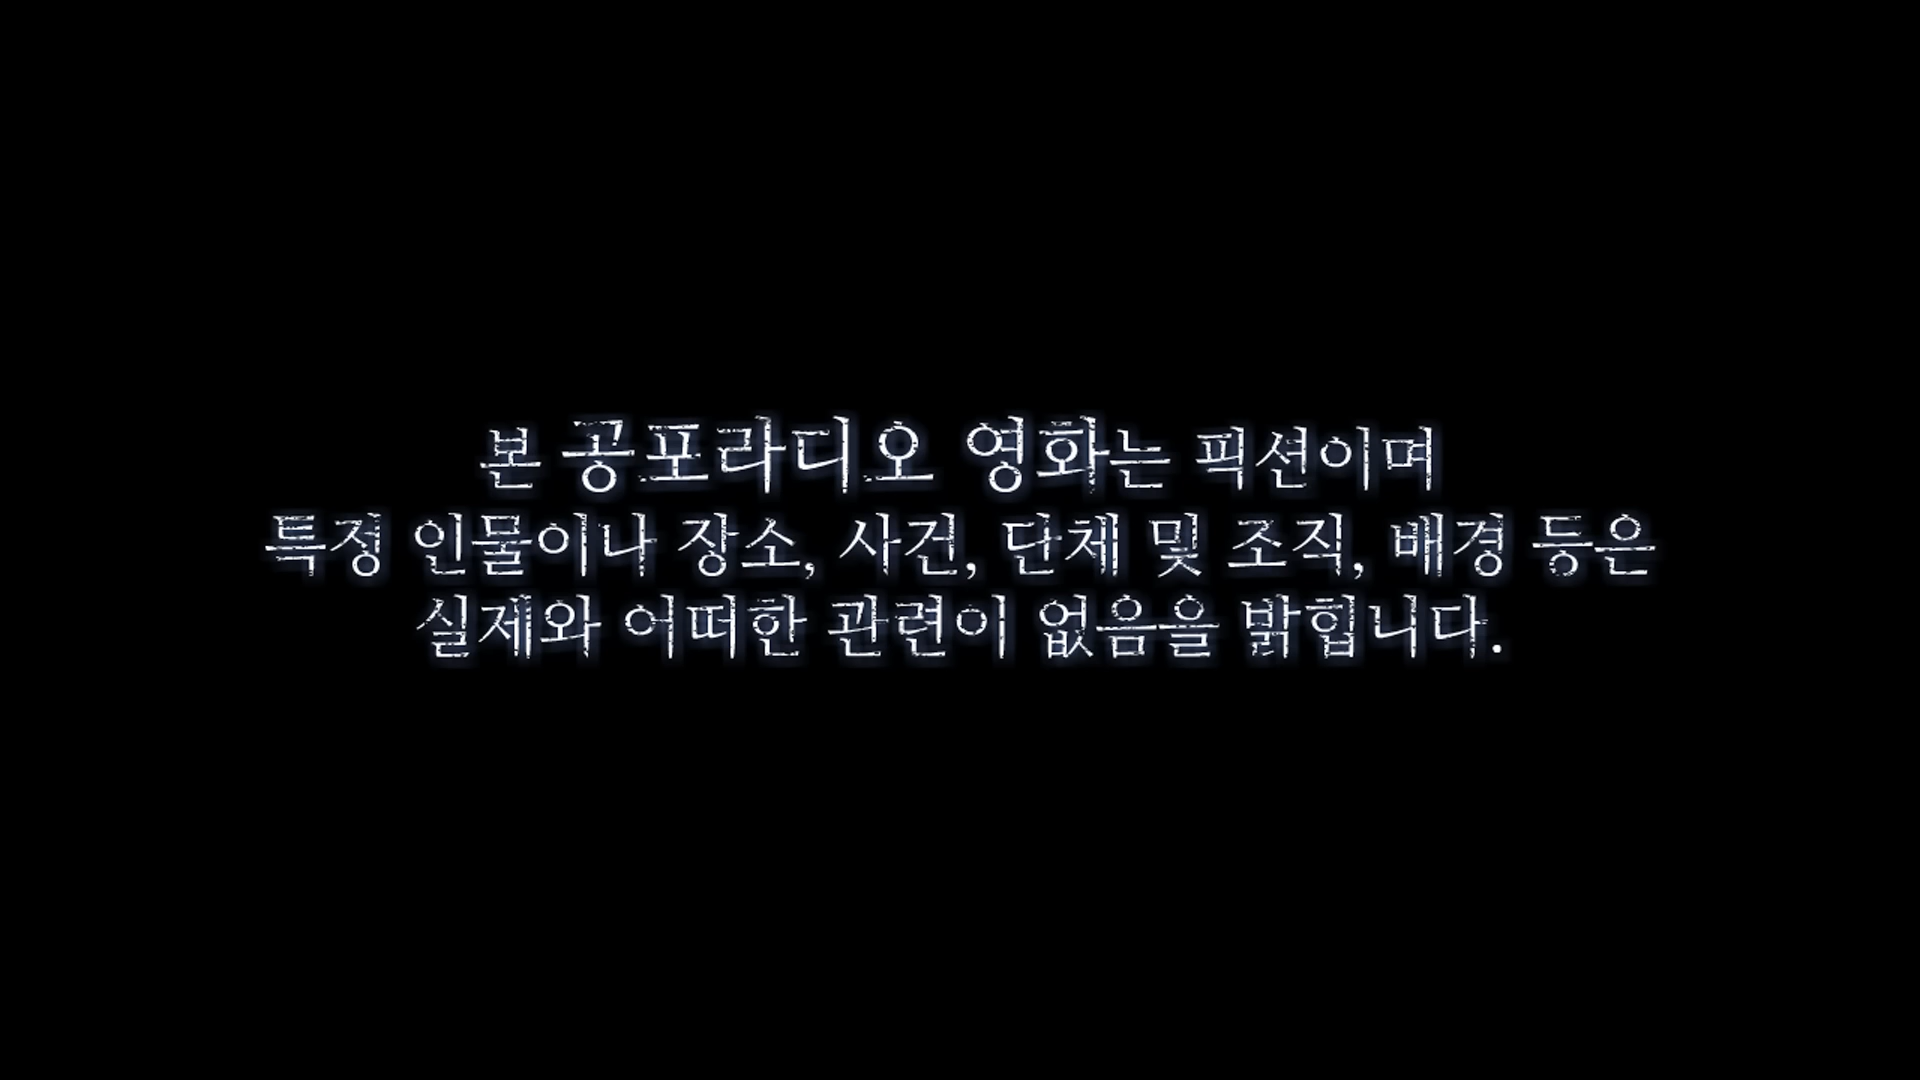 본 공포라디오 영화는 픽션이며
특정 인물이나 장소, 사건, 단체 및 조직, 배경 등은
실제와 어떠한 관련이 없음을 밝힙니다.